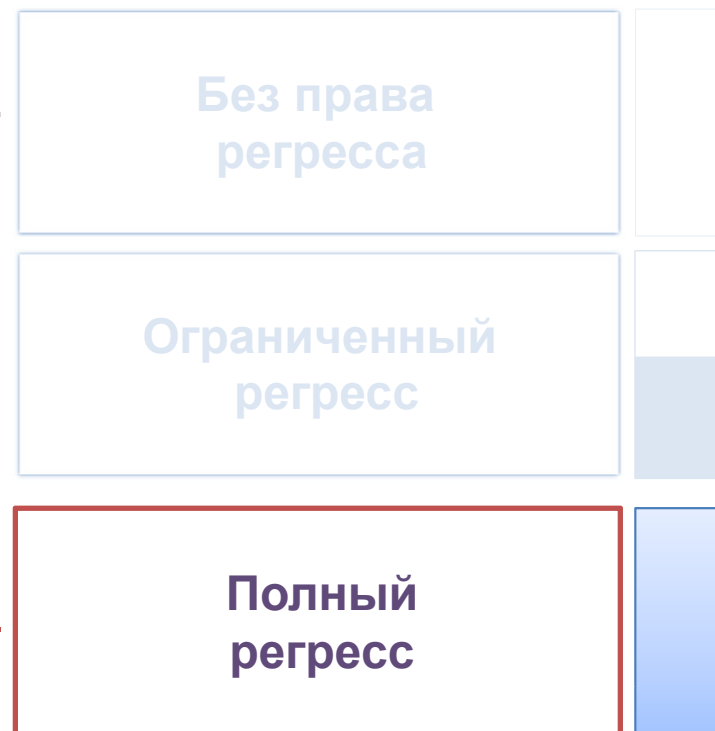 Без права
регресса
Ограниченный
регресс
Полный
регресс